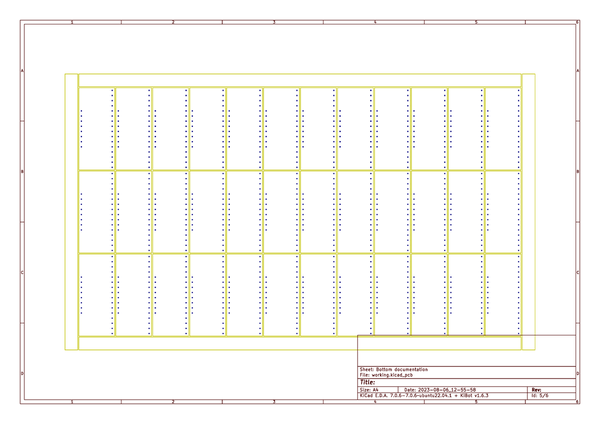 1 2 3 4 5 6
A A
B B
C C
D D
Sheet: Bottom documentation
File: working.kicad_pcb
Title:
Size: A4 Date: 2023-08-06_12-55-58 Rev:
KiCad E.D.A. 7.0.6-7.0.6~ubuntu22.04.1 + KiBot v1.6.3 Id: 5/6
1 2 3 4 5 6